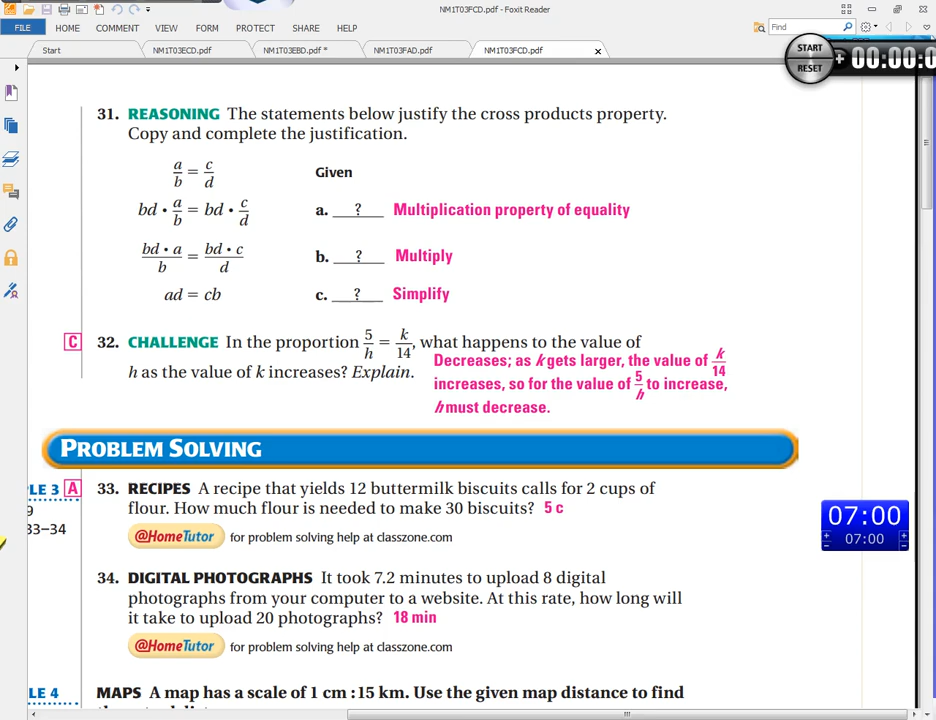 NM1T03FCD.pdf - Foxit Reader
FILE HOME COMMENT VIEW FORM PROTECT SHARE HELP
Find
Start NM1T03ECD.pdf NM1T03EBD.pdf * NM1T03FAD.pdf NM1T03FCD.pdf
START
RESET
00:00:0
31. REASONING The statements below justify the cross products property.
Copy and complete the justification.
a/b = c/d Given
bd • a/b = bd • c/d a. ? Multiplication property of equality
bd • a/b = bd • c/d b. ? Multiply
ad = cb c. ? Simplify
C 32. CHALLENGE In the proportion 5/h = k/14, what happens to the value of
h as the value of k increases? Explain.
Decreases; as k gets larger, the value of k/14
increases, so for the value of 5/h to increase,
h must decrease.
PROBLEM SOLVING
LE 3 A 33. RECIPES A recipe that yields 12 buttermilk biscuits calls for 2 cups of
9 flour. How much flour is needed to make 30 biscuits? 5 c
33–34 @HomeTutor for problem solving help at classzone.com
07:00
07:00
34. DIGITAL PHOTOGRAPHS It took 7.2 minutes to upload 8 digital
photographs from your computer to a website. At this rate, how long will
it take to upload 20 photographs? 18 min
@HomeTutor for problem solving help at classzone.com
LE 4 MAPS A map has a scale of 1 cm : 15 km. Use the given map distance to find